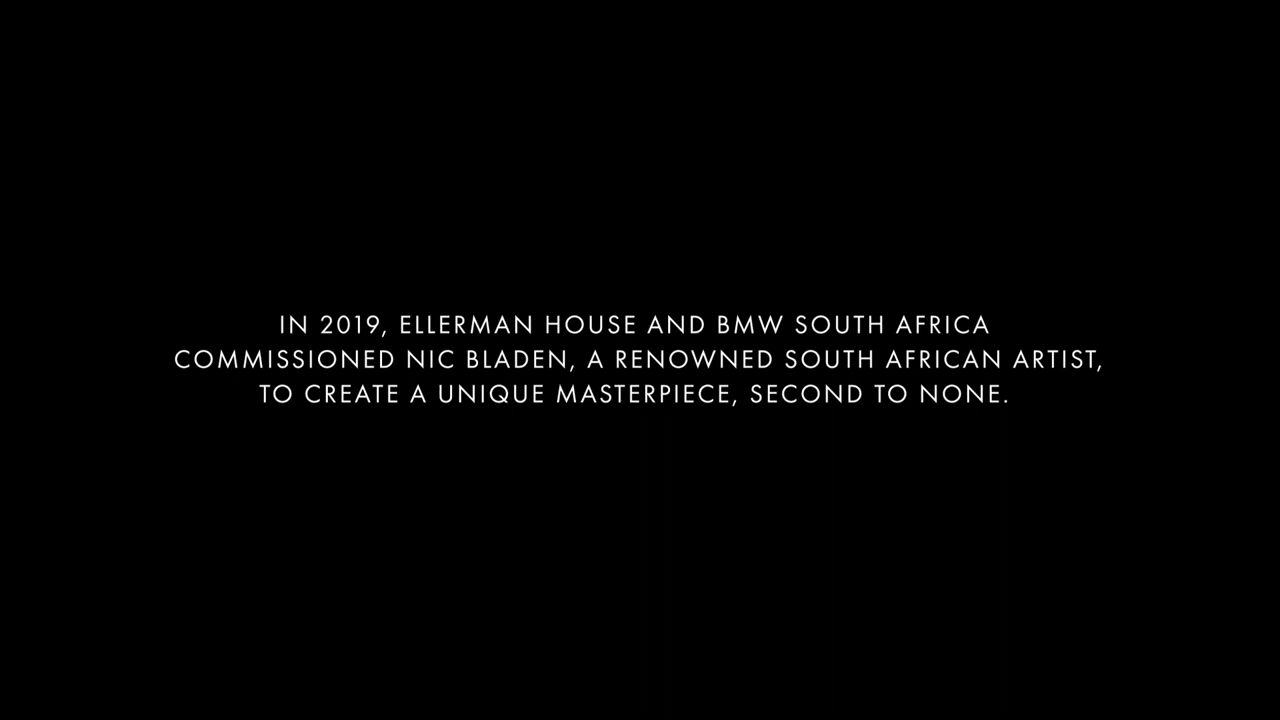 IN 2019, ELLERMAN HOUSE AND BMW SOUTH AFRICA
COMMISSIONED NIC BLADEN, A RENOWNED SOUTH AFRICAN ARTIST,
TO CREATE A UNIQUE MASTERPIECE, SECOND TO NONE.